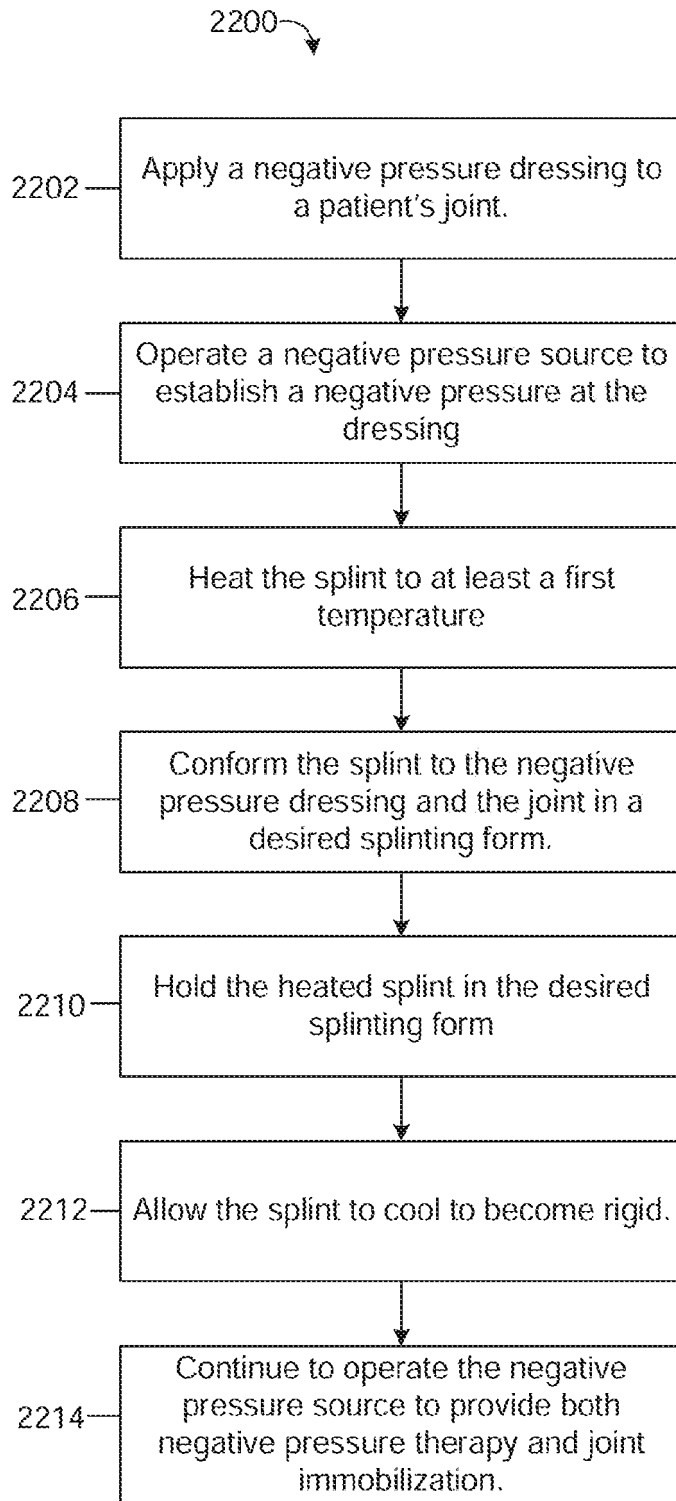 2200
2202
Apply a negative pressure dressing to
a patient's joint.
2204
Operate a negative pressure source to
establish a negative pressure at the
dressing
2206
Heat the splint to at least a first
temperature
2208
Conform the splint to the negative
pressure dressing and the joint in a
desired splinting form.
2210
Hold the heated splint in the desired
splinting form
2212
Allow the splint to cool to become rigid.
2214
Continue to operate the negative
pressure source to provide both
negative pressure therapy and joint
immobilization.